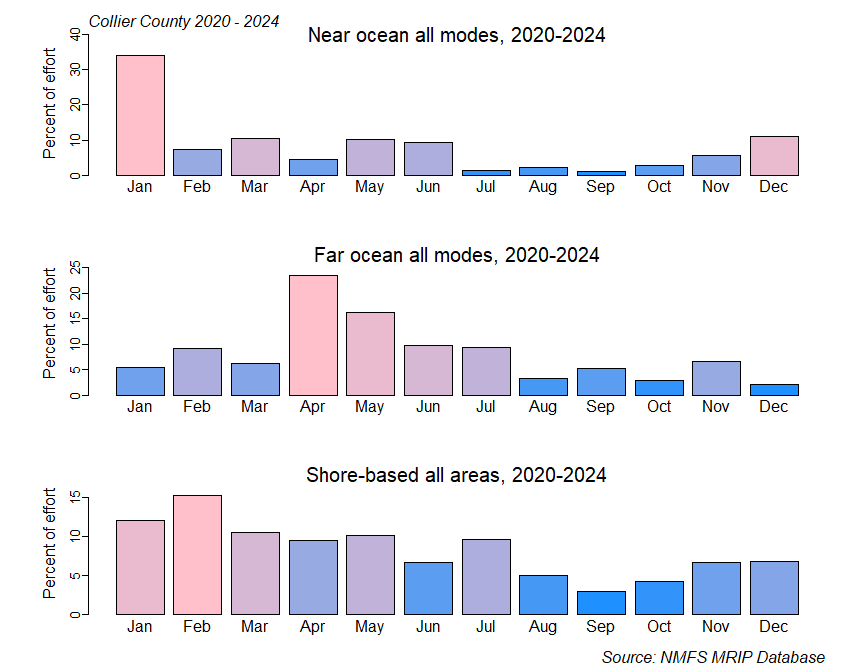 Collier County 2020 - 2024
Near ocean all modes, 2020-2024
Percent of effort
40
30
20
10
0
Jan Feb Mar Apr May Jun Jul Aug Sep Oct Nov Dec
Far ocean all modes, 2020-2024
Percent of effort
25
20
15
10
5
0
Jan Feb Mar Apr May Jun Jul Aug Sep Oct Nov Dec
Shore-based all areas, 2020-2024
Percent of effort
15
10
5
0
Jan Feb Mar Apr May Jun Jul Aug Sep Oct Nov Dec
Source: NMFS MRIP Database